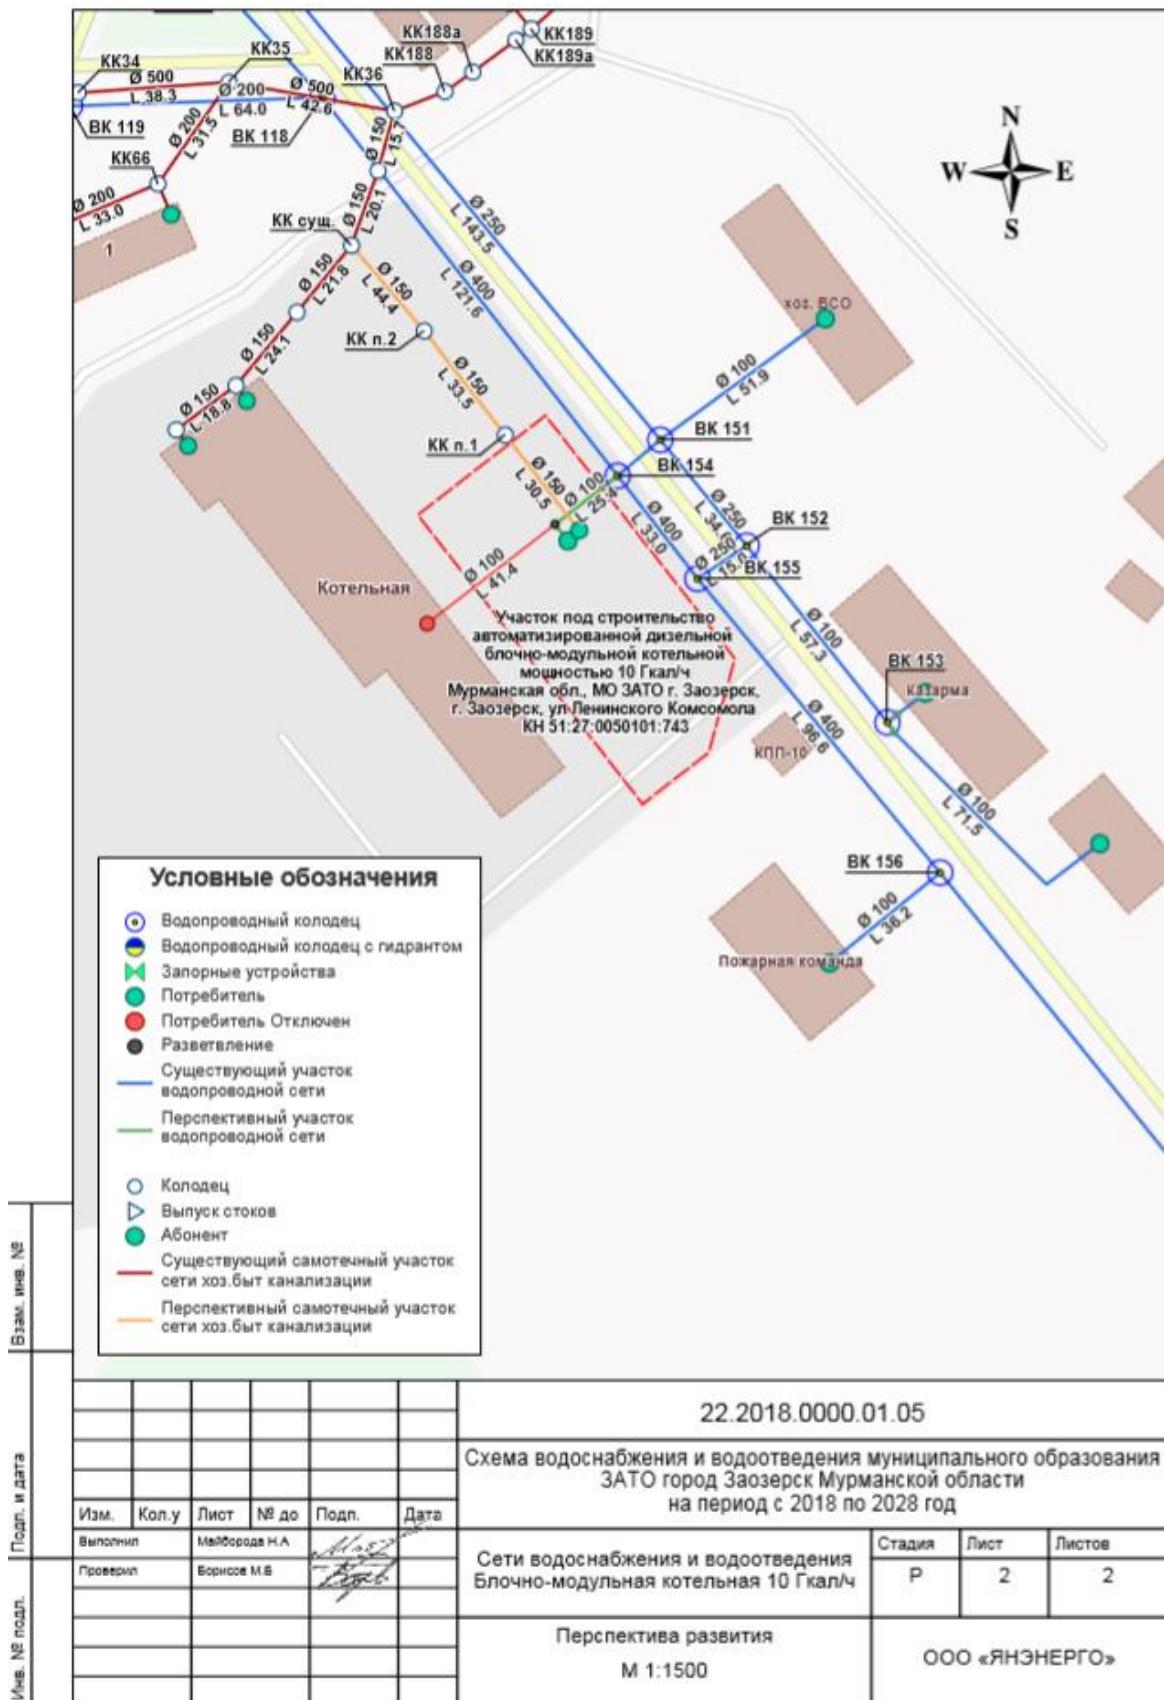 КК188а
КК189
КК34
КК35
КК188
КК189а
КК36
Ø 500
L 38.3
Ø 200
L 64.0
Ø 500
L 42.6
ВК 119
ВК 118
Ø 200
L 31.5
Ø 150
L 15.7
КК66
Ø 200
L 33.0
1
N
W
E
S
КК сущ.
Ø 150
L 20.1
Ø 250
L 143.5
Ø 400
L 121.6
Ø 150
L 21.8
Ø 150
L 44.4
КК п.2
хоз. ВСО
Ø 150
L 24.1
Ø 150
L 33.5
Ø 100
L 51.9
Ø 150
L 18.8
КК п.1
ВК 151
ВК 154
Ø 150
L 30.5
Ø 100
L 25.4
Ø 400
L 33.0
Ø 250
L 34.6
ВК 152
Ø 250
L 15.6
ВК 155
Котельная
Ø 100
L 41.4
Участок под строительство
автоматизированной дизельной
блочно-модульной котельной
мощностью 10 Гкал/ч
Мурманская обл., МО ЗАТО г. Заозерск,
г. Заозерск, ул Ленинского Комсомола
КН 51:27:0050101:743
Ø 100
L 57.3
ВК 153
Казарма
Ø 400
L 96.6
КПП-10
Ø 100
L 71.5
ВК 156
Ø 100
L 36.2
Пожарная команда
Условные обозначения
Водопроводный колодец
Водопроводный колодец с гидрантом
Запорные устройства
Потребитель
Потребитель Отключен
Разветвление
Существующий участок
водопроводной сети
Перспективный участок
водопроводной сети
Колодец
Выпуск стоков
Абонент
Существующий самотечный участок
сети хоз.быт канализации
Перспективный самотечный участок
сети хоз.быт канализации
Взам. инв. №
Подп. и дата
Инв. № подл.
22.2018.0000.01.05
Схема водоснабжения и водоотведения муниципального образования
ЗАТО город Заозерск Мурманской области
на период с 2018 по 2028 год
Изм. Кол.у Лист № до Подп. Дата
Выполнил Майборода Н.А
Проверил Борисов М.В
Сети водоснабжения и водоотведения
Блочно-модульная котельная 10 Гкал/ч
Стадия Лист Листов
Р 2 2
Перспектива развития
М 1:1500
ООО «ЯНЭНЕРГО»